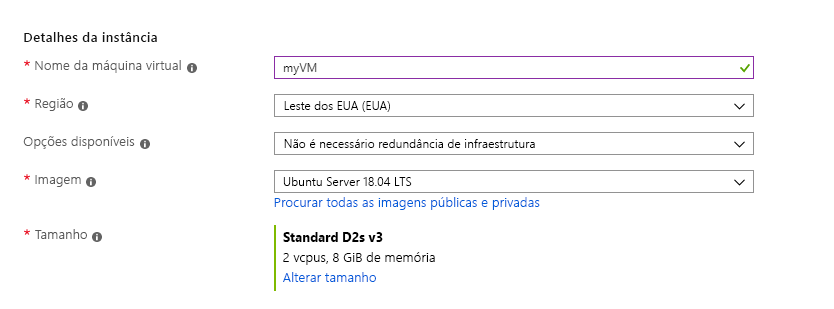 Detalhes da instância
* Nome da máquina virtual
myVM
* Região
Leste dos EUA (EUA)
Opções disponíveis
Não é necessário redundância de infraestrutura
* Imagem
Ubuntu Server 18.04 LTS
Procurar todas as imagens públicas e privadas
* Tamanho
Standard D2s v3
2 vcpus, 8 GiB de memória
Alterar tamanho